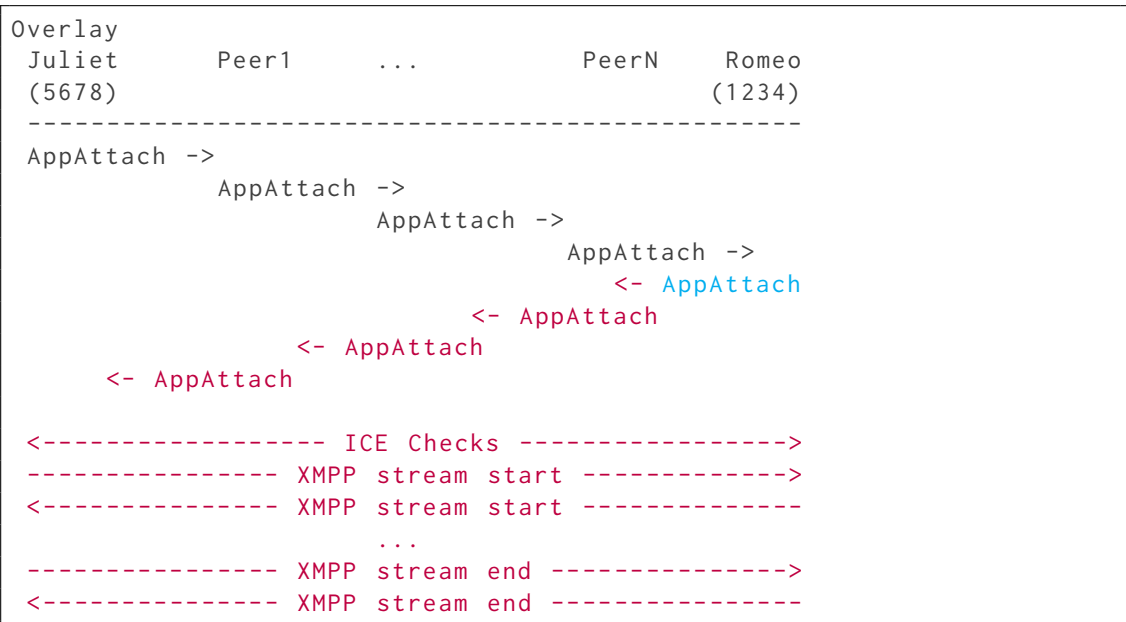 Overlay
 Juliet      Peer1     ...          PeerN    Romeo
 (5678)                                     (1234)
 -------------------------------------------------
 AppAttach ->
             AppAttach ->
                       AppAttach ->
                                   AppAttach ->
                                      <- AppAttach
                             <- AppAttach
                  <- AppAttach
      <- AppAttach

 <------------------ ICE Checks ----------------->
 ---------------- XMPP stream start ------------->
 <--------------- XMPP stream start --------------
                       ...
 ---------------- XMPP stream end --------------->
 <--------------- XMPP stream end ----------------